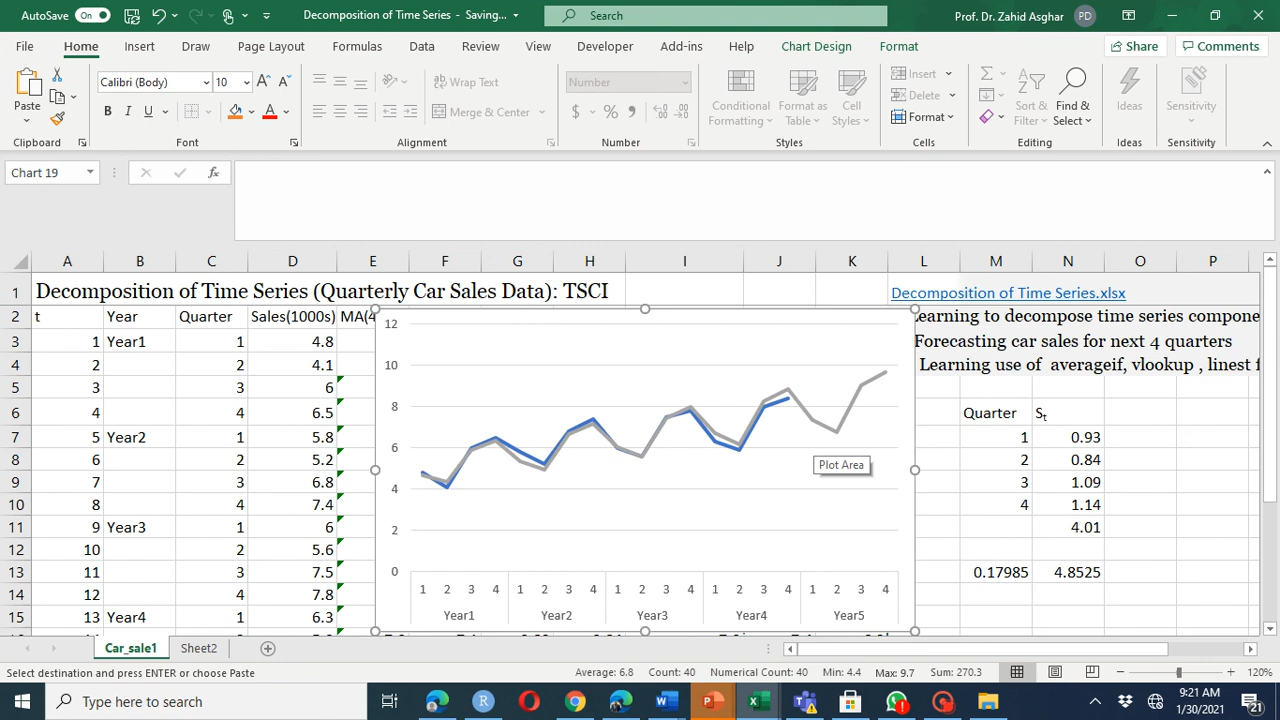 AutoSave On Decomposition of Time Series - Saving... Search Prof. Dr. Zahid Asghar PD
File Home Insert Draw Page Layout Formulas Data Review View Developer Add-ins Help Chart Design Format Share Comments
Paste Calibri (Body) 10 A A Wrap Text Number Conditional Formatting Format as Table Cell Styles Insert Delete Format Sort & Filter Find & Select Ideas Sensitivity
B I U A Merge & Center $ % ,
Clipboard Font Alignment Number Styles Cells Editing Ideas Sensitivity
Chart 19 fx
A B C D E F G H I J K L M N O P
1 Decomposition of Time Series (Quarterly Car Sales Data): TSCI Decomposition of Time Series.xlsx
2 t Year Quarter Sales(1000s) MA(4 Learning to decompose time series compone
3 1 Year1 1 4.8 Forecasting car sales for next 4 quarters
4 2 2 4.1 Learning use of averageif, vlookup , linest f
5 3 3 6
6 4 4 6.5 Quarter St
7 5 Year2 1 5.8 1 0.93
8 6 2 5.2 2 0.84
9 7 3 6.8 3 1.09
10 8 4 7.4 4 1.14
11 9 Year3 1 6 4.01
12 10 2 5.6
13 11 3 7.5 0.17985 4.8525
14 12 4 7.8
15 13 Year4 1 6.3
12
10
8
6
4
2
0
Plot Area
1 2 3 4 1 2 3 4 1 2 3 4 1 2 3 4 1 2 3 4
Year1 Year2 Year3 Year4 Year5
Car_sale1 Sheet2
Select destination and press ENTER or choose Paste Average: 6.8 Count: 40 Numerical Count: 40 Min: 4.4 Max: 9.7 Sum: 270.3 120%
Type here to search 9:21 AM
1/30/2021 21